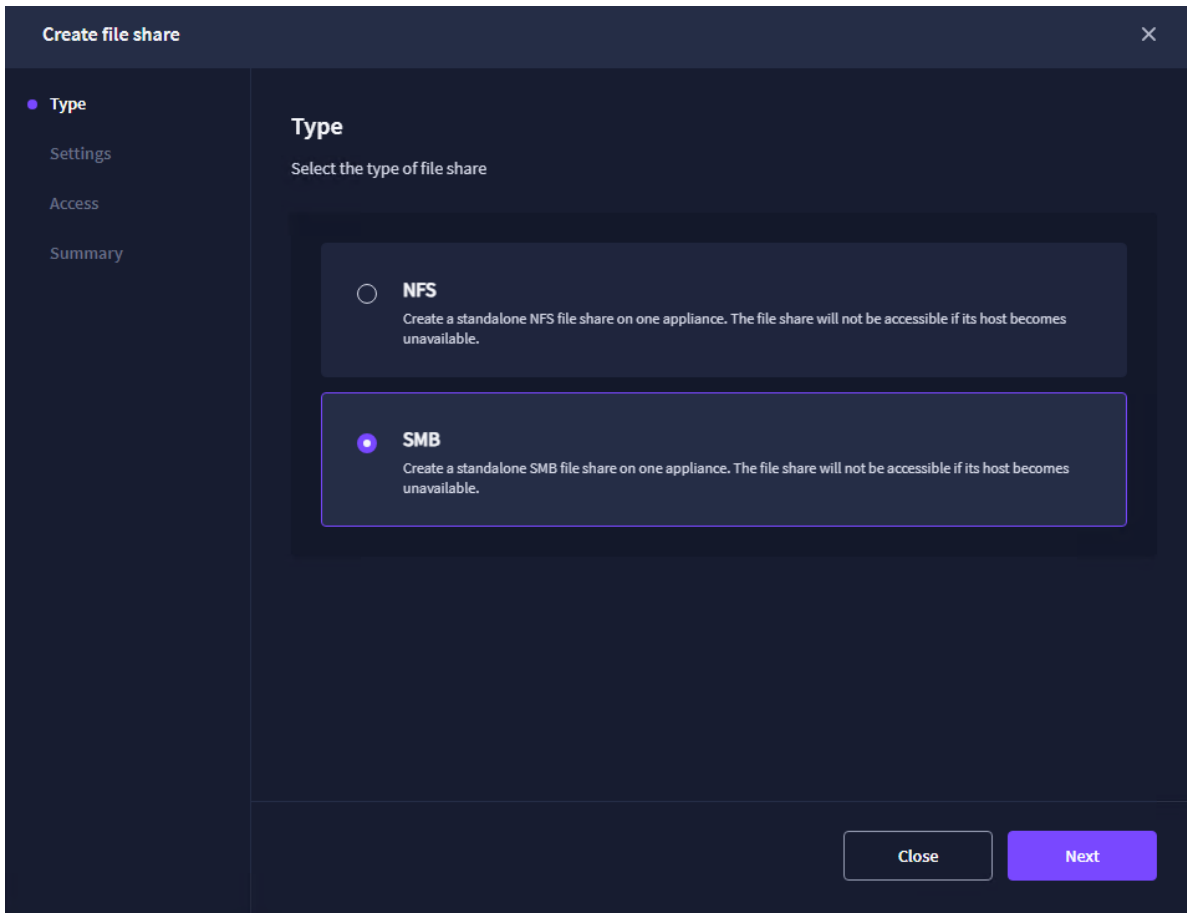 Create file share
Type
Settings
Access
Summary
Type
Select the type of file share
NFS
Create a standalone NFS file share on one appliance. The file share will not be accessible if its host becomes
unavailable.
SMB
Create a standalone SMB file share on one appliance. The file share will not be accessible if its host becomes
unavailable.
Close
Next